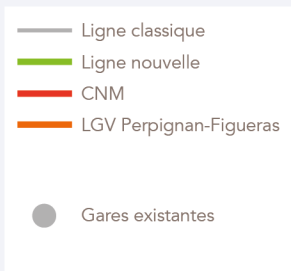 Ligne classique
Ligne nouvelle
CNM
LGV Perpignan-Figueras
Gares existantes